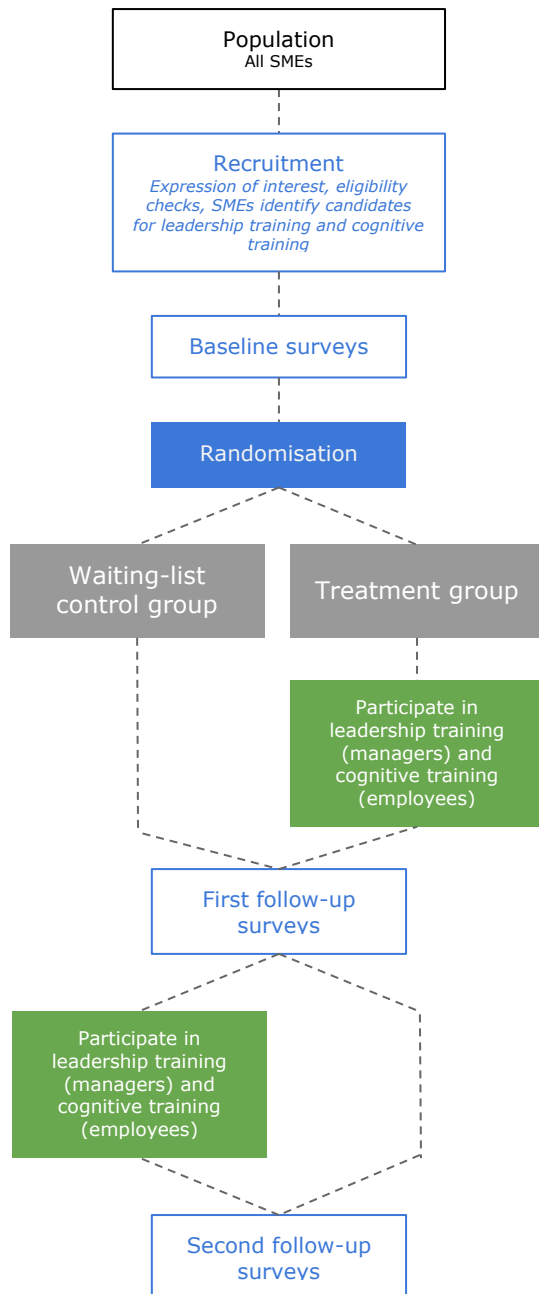 Population
All SMEs
Recruitment
Expression of interest, eligibility
checks, SMEs identify candidates
for leadership training and cognitive
training
Baseline surveys
Randomisation
Waiting-list
control group
Treatment group
Participate in
leadership training
(managers) and
cognitive training
(employees)
First follow-up
surveys
Participate in
leadership training
(managers) and
cognitive training
(employees)
Second follow-up
surveys